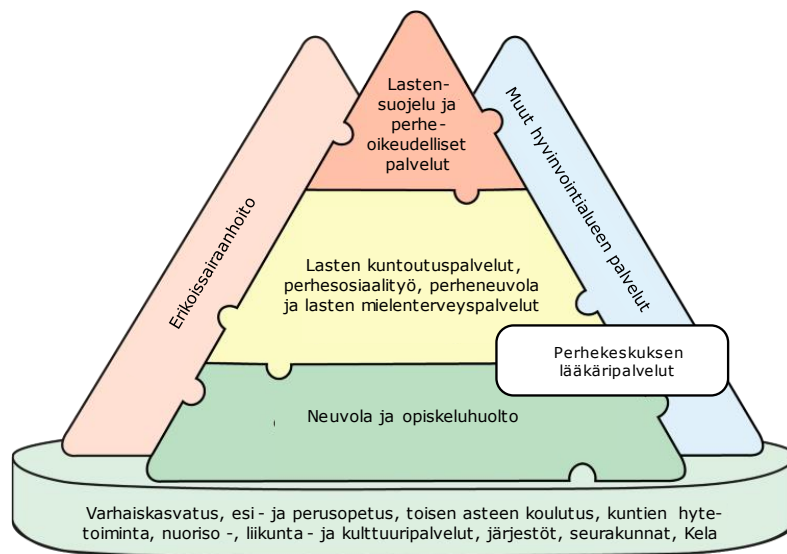 Lasten-
suojelu ja
perhe-
oikeudelliset
palvelut
Erikoissairaanhoito
Muut hyvinvointialueen palvelut
Lasten kuntoutuspalvelut,
perhesosiaalityö, perheneuvola
ja lasten mielenterveyspalvelut
Perhekeskuksen
lääkäripalvelut
Neuvola ja opiskeluhuolto
Varhaiskasvatus, esi- ja perusopetus, toisen asteen koulutus, kuntien hyte-
toiminta, nuoriso-, liikunta- ja kulttuuripalvelut, järjestöt, seurakunnat, Kela